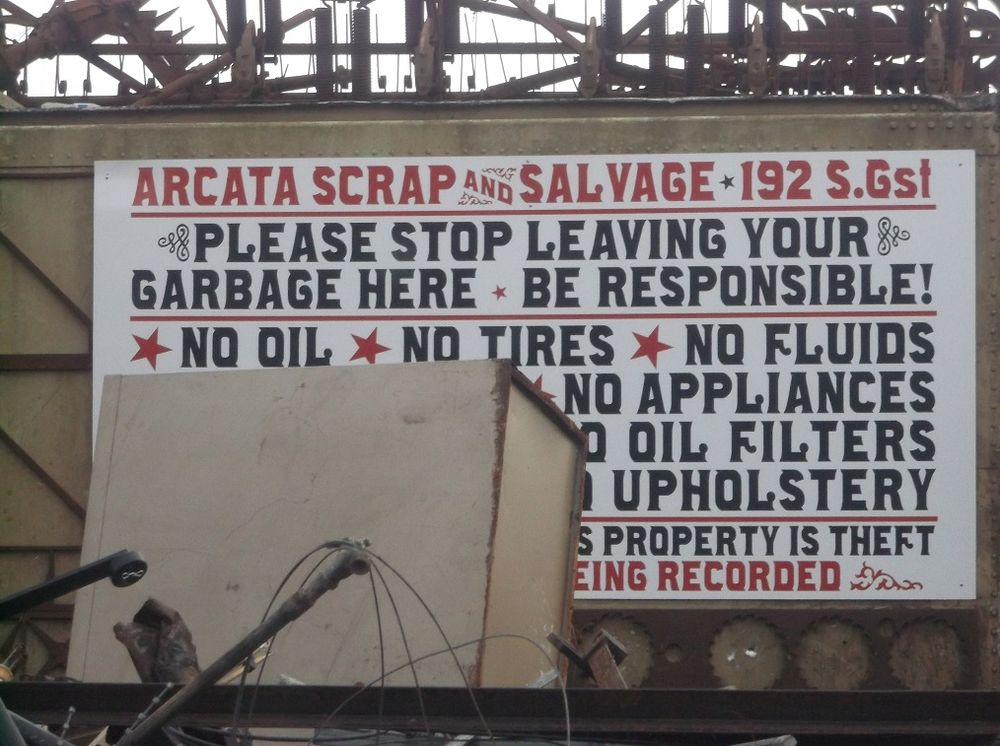 ARCATA SCRAP AND SALVAGE ★ 192 S.Gst
PLEASE STOP LEAVING YOUR
GARBAGE HERE ★ BE RESPONSIBLE!
★ NO OIL ★ NO TIRES ★ NO FLUIDS
★ NO APPLIANCES
OIL FILTERS
UPHOLSTERY
PROPERTY IS THEFT
RECORDED